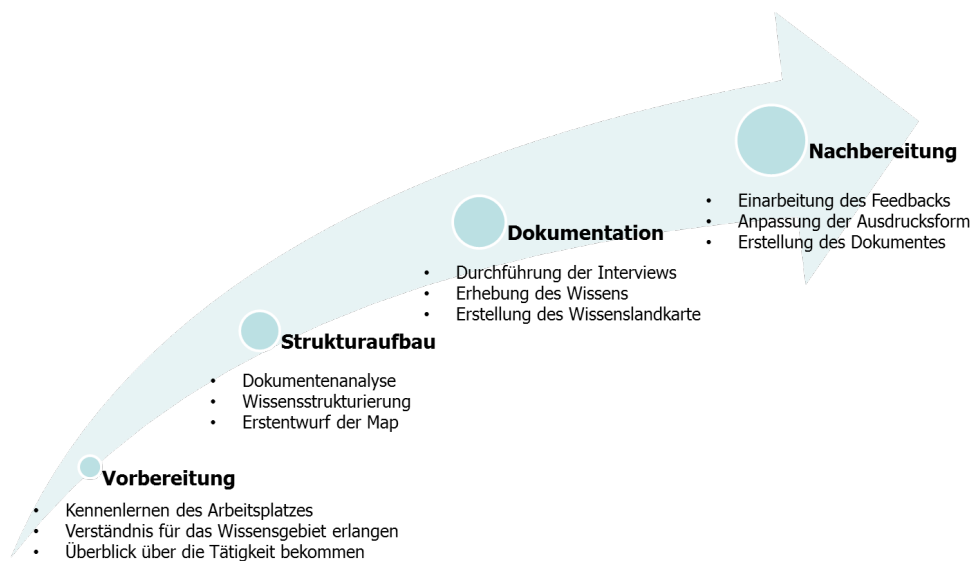 Vorbereitung
• Kennenlernen des Arbeitsplatzes
• Verständnis für das Wissensgebiet erlangen
• Überblick über die Tätigkeit bekommen
Strukturaufbau
• Dokumentenanalyse
• Wissensstrukturierung
• Erstentwurf der Map
Dokumentation
• Durchführung der Interviews
• Erhebung des Wissens
• Erstellung des Wissenslandkarte
Nachbereitung
• Einarbeitung des Feedbacks
• Anpassung der Ausdrucksform
• Erstellung des Dokumentes